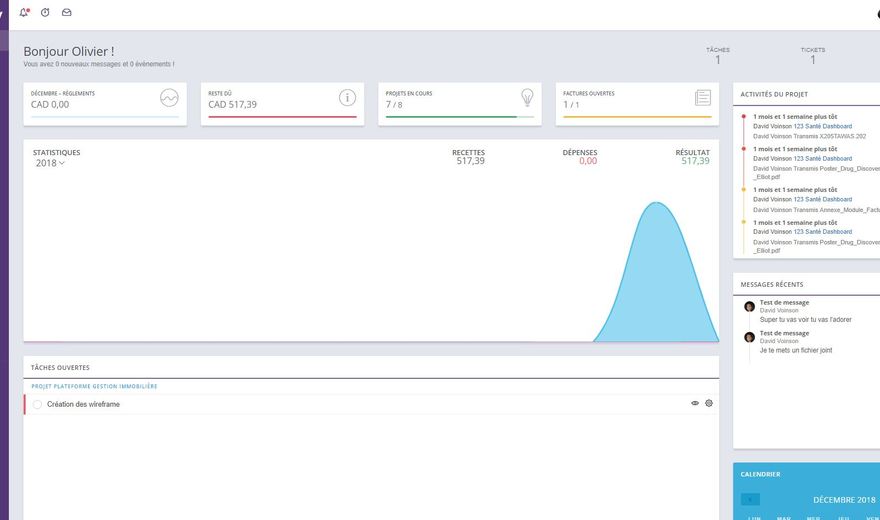 Bonjour Olivier !
Vous avez 0 nouveaux messages et 0 évènements !
TÂCHES
1
TICKETS
1
DÉCEMBRE - RÈGLEMENTS
CAD 0,00
RESTE DÛ
CAD 517,39
PROJETS EN COURS
7 / 8
FACTURES OUVERTES
1 / 1
STATISTIQUES
2018
RECETTES
517,39
DÉPENSES
0,00
RÉSULTAT
517,39
TÂCHES OUVERTES
PROJET PLATEFORME GESTION IMMOBILIÈRE
Création des wireframe
ACTIVITÉS DU PROJET
1 mois et 1 semaine plus tôt
David Voinson 123 Santé Dashboard
David Voinson Transmis X205TAWAS.202
1 mois et 1 semaine plus tôt
David Voinson 123 Santé Dashboard
David Voinson Transmis Poster_Drug_Discover
_Elliot.pdf
1 mois et 1 semaine plus tôt
David Voinson 123 Santé Dashboard
David Voinson Transmis Annexe_Module_Factu
1 mois et 1 semaine plus tôt
David Voinson 123 Santé Dashboard
David Voinson Transmis Poster_Drug_Discover
_Elliot.pdf
MESSAGES RÉCENTS
Test de message
David Voinson
Super tu vas voir tu vas l'adorer
Test de message
David Voinson
Je te mets un fichier joint
CALENDRIER
DÉCEMBRE 2018
LUN MAR MER JEU VEN